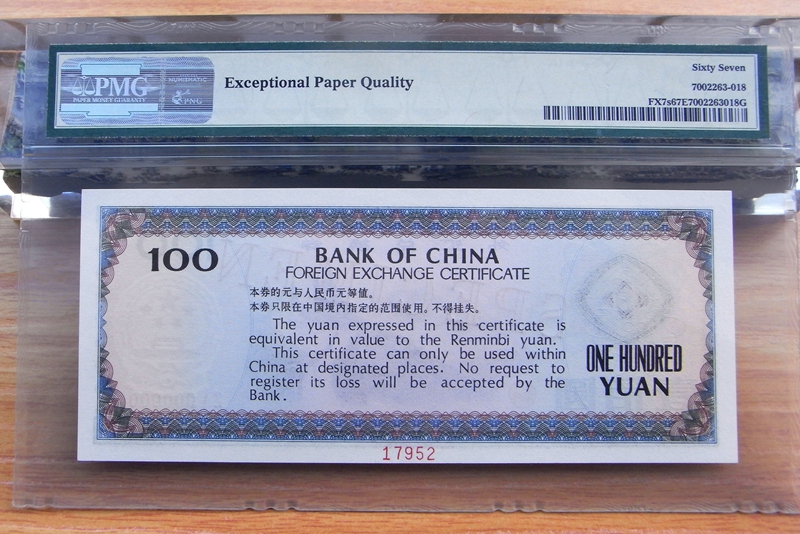 PMG
PAPER MONEY GUARANTY
NUMISMATIC
PNG
Exceptional Paper Quality
Sixty Seven
7002263-018
FX7s67E7002263018G
100
BANK OF CHINA
FOREIGN EXCHANGE CERTIFICATE
本券的元与人民币元等值。
本券只限在中国境内指定的范围使用。不得挂失。
The yuan expressed in this certificate is
equivalent in value to the Renminbi yuan.
This certificate can only be used within
China at designated places. No request to
register its loss will be accepted by the
Bank.
ONE HUNDRED
YUAN
17952